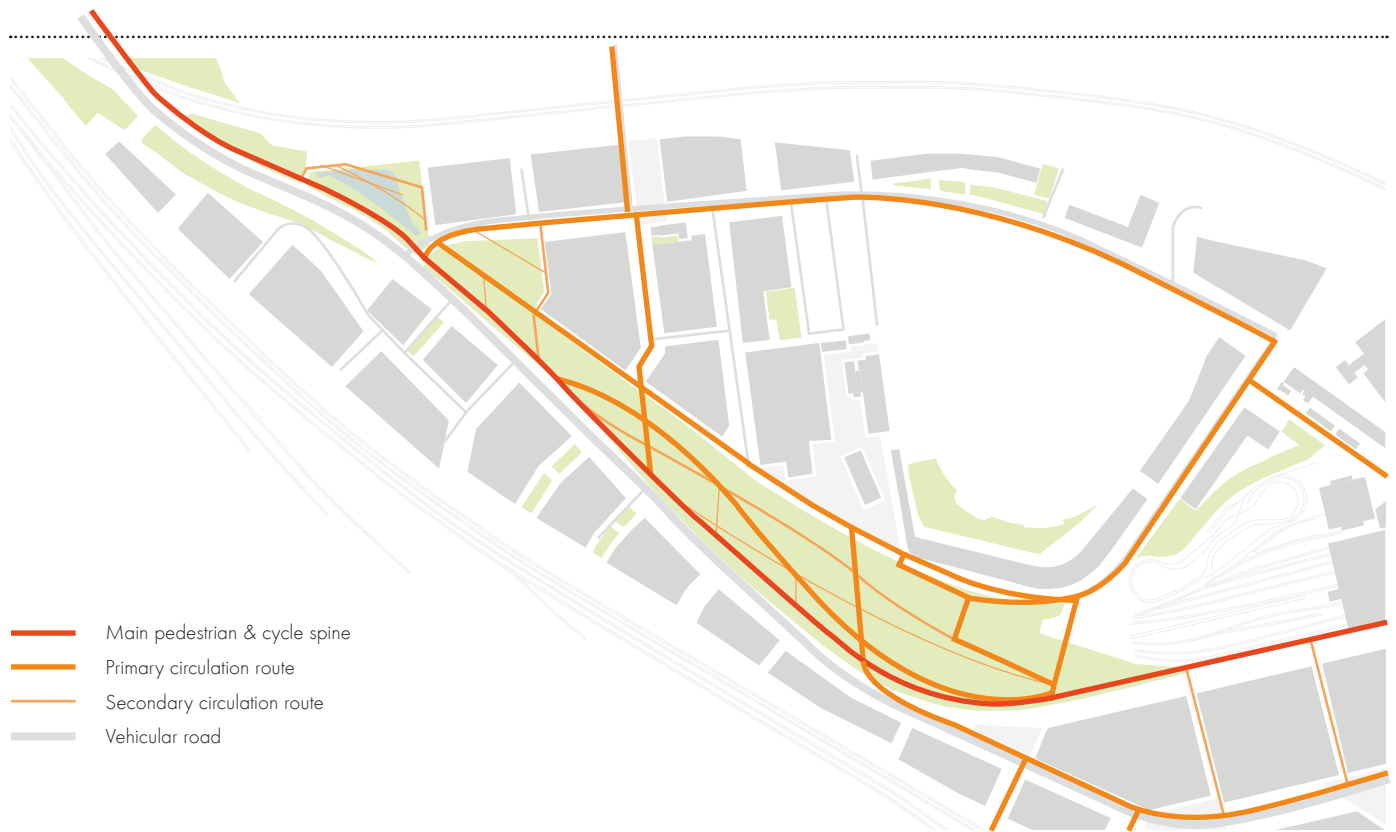 Main pedestrian & cycle spine
Primary circulation route
Secondary circulation route
Vehicular road